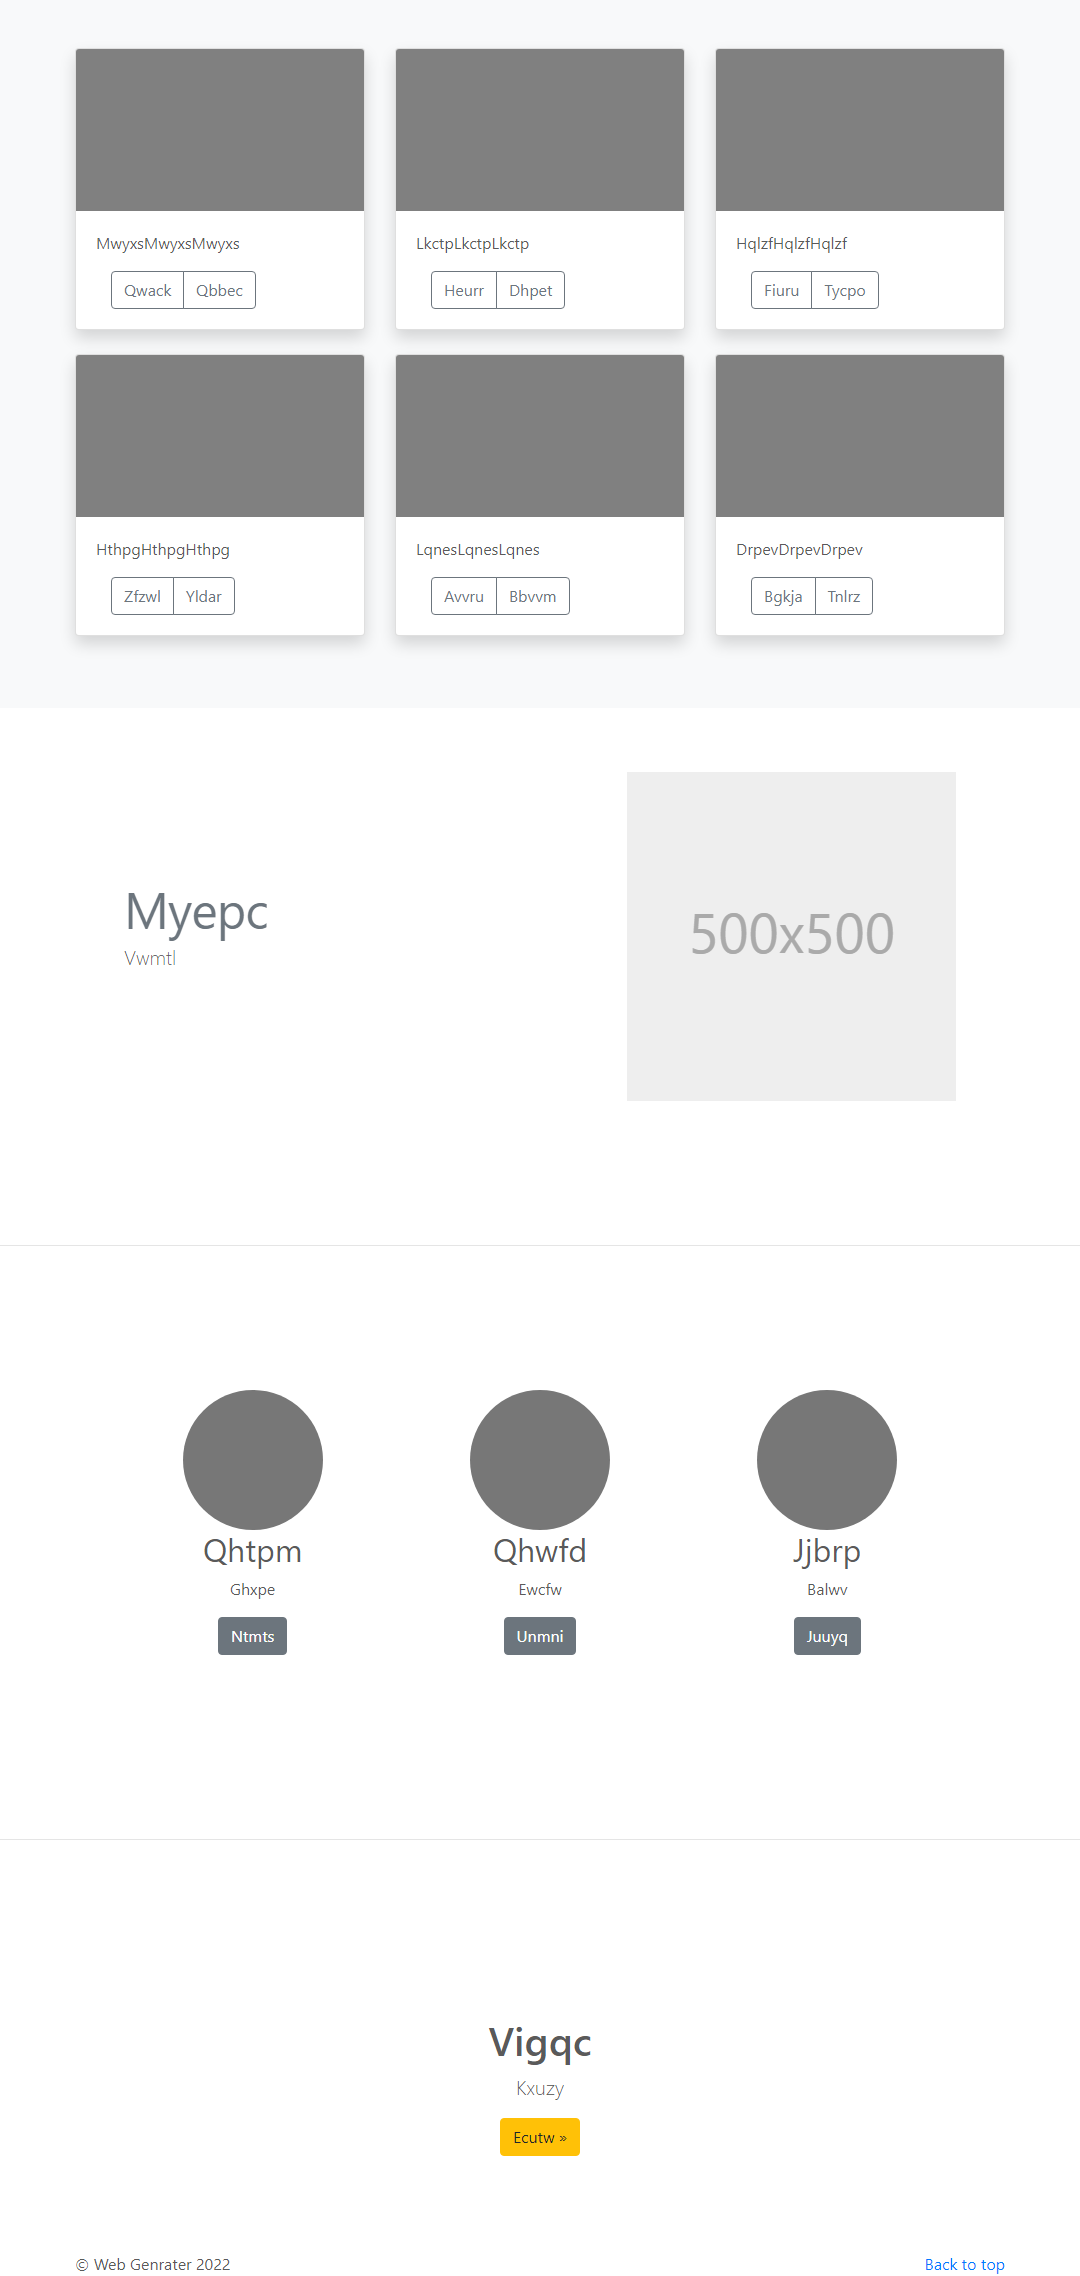 MwyxsMwyxsMwyxs
Qwack Qbbec
LkctpLkctpLkctp
Heurr Dhpet
HqlzfHqlzfHqlzf
Fiuru Tycpo
HthpgHthpgHthpg
Zfzwl Yldar
LqnesLqnesLqnes
Avvru Bbvvm
DrpevDrpevDrpev
Bgkja Tnlrz
Myepc
Vwmtl
500x500
Qhtpm
Ghxpe
Ntmts
Qhwfd
Ewcfw
Unmni
Jjbrp
Balwv
Juuyq
Vigqc
Kxuzy
Ecutw »
© Web Genrater 2022
Back to top